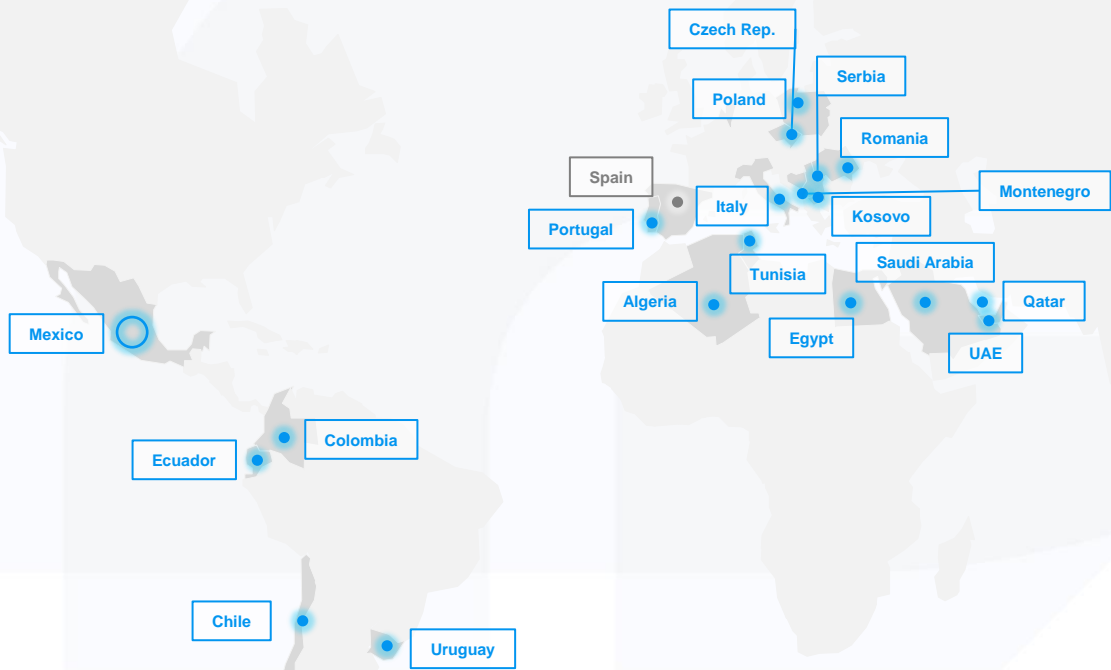 Czech Rep.
Serbia
Poland
Romania
Spain
Montenegro
Italy
Kosovo
Portugal
Saudi Arabia
Tunisia
Algeria
Qatar
Mexico
Egypt
UAE
Colombia
Ecuador
Chile
Uruguay